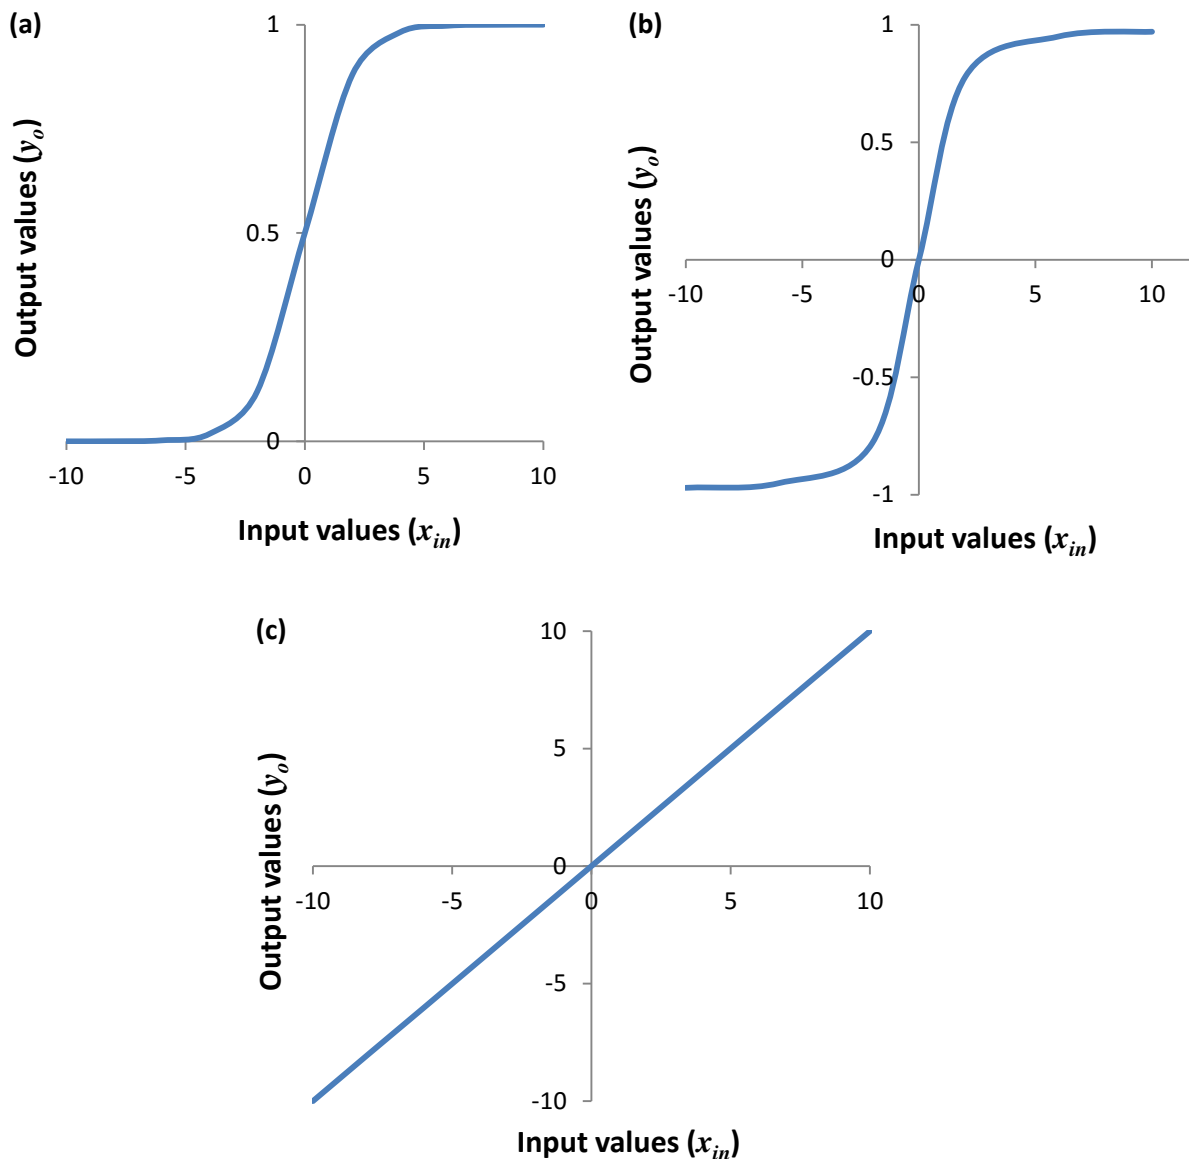 (a)
1
0.5
0
-10 -5 0 5 10
Output values (yo)
Input values (xin)
(b)
1
0.5
0
-10 -5 0 5 10
-0.5
-1
Output values (yo)
Input values (xin)
(c)
10
5
0
-10 -5 0 5 10
-5
-10
Output values (yo)
Input values (xin)